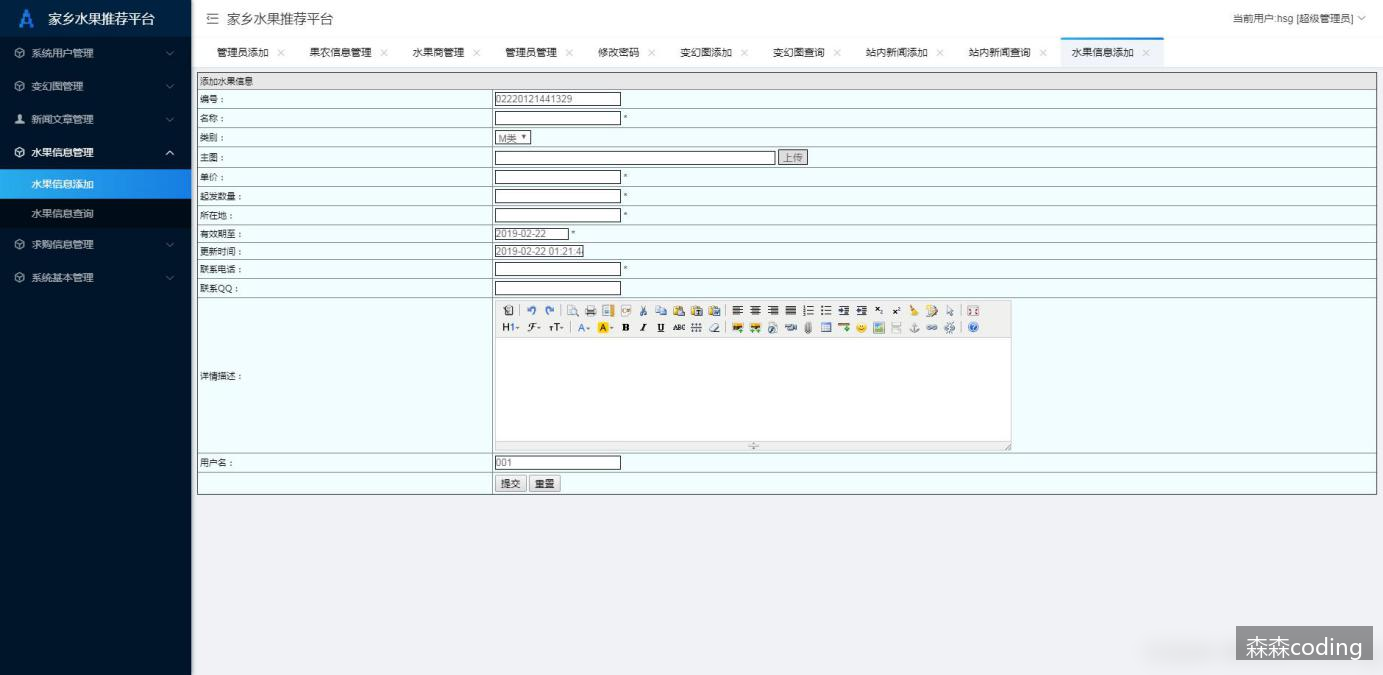 家乡水果推荐平台
家乡水果推荐平台
当前用户:hsg [超级管理员]
系统用户管理
变幻图管理
新闻文章管理
水果信息管理
水果信息添加
水果信息查询
求购信息管理
系统基本管理
管理员添加 果农信息管理 水果商管理 管理员管理 修改密码 变幻图添加 变幻图查询 站内新闻添加 站内新闻查询 水果信息添加
添加水果信息
编号： 02220121441329
名称： *
类别： M类
主图： 上传
单价： *
起发数量： *
所在地： *
有效期至： 2019-02-22 *
更新时间： 2019-02-22 01:21:4
联系电话： *
联系QQ：
详情描述：
用户名： 001
提交 重置
森森coding